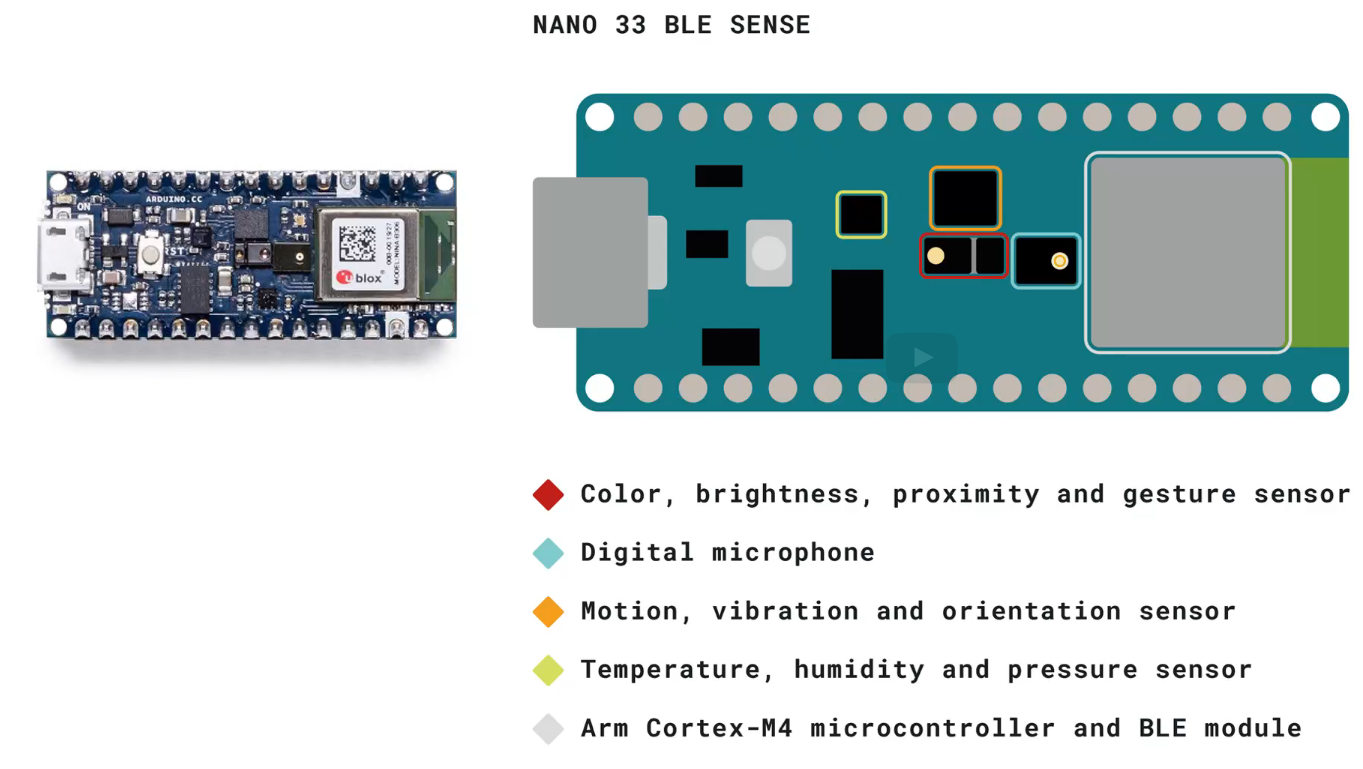 NANO 33 BLE SENSE
ARDUINO.CC
ON
RST
ublox
Color, brightness, proximity and gesture sensor
Digital microphone
Motion, vibration and orientation sensor
Temperature, humidity and pressure sensor
Arm Cortex-M4 microcontroller and BLE module